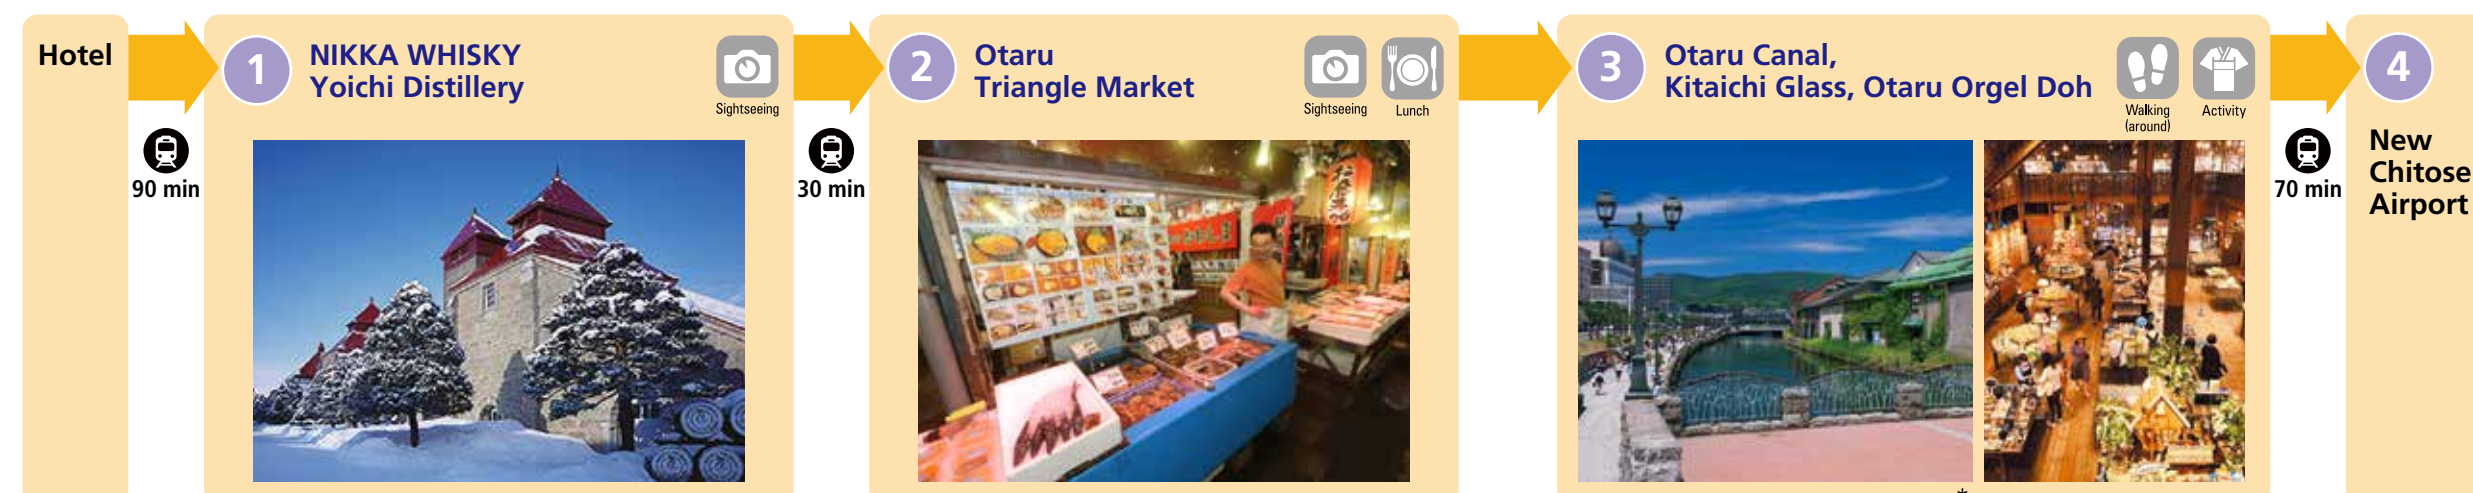 Hotel
90 min
1
NIKKA WHISKY
Yoichi Distillery
Sightseeing
30 min
2
Otaru
Triangle Market
Sightseeing
Lunch
3
Otaru Canal,
Kitaichi Glass, Otaru Orgel Doh
Walking
(around)
Activity
*
70 min
4
New
Chitose
Airport